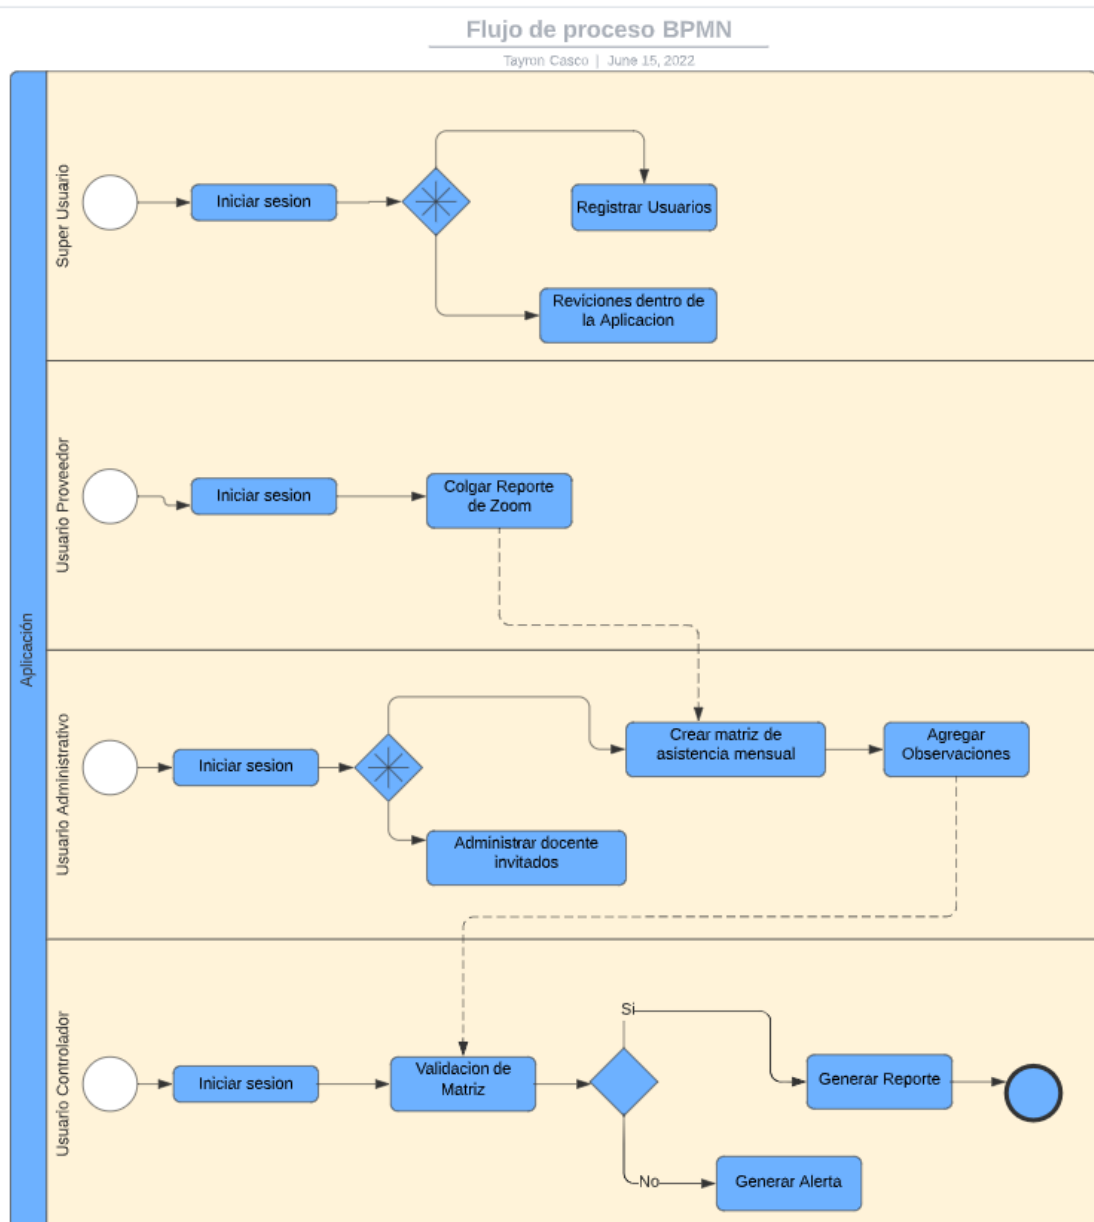 Flujo de proceso BPMN
Tayron Casco | June 15, 2022
Aplicación
Super Usuario
Iniciar sesion
Registrar Usuarios
Reviciones dentro de
la Aplicacion
Usuario Proveedor
Iniciar sesion
Colgar Reporte
de Zoom
Usuario Administrativo
Iniciar sesion
Crear matriz de
asistencia mensual
Agregar
Observaciones
Administrar docente
invitados
Usuario Controlador
Iniciar sesion
Validacion de
Matriz
Si
Generar Reporte
No
Generar Alerta